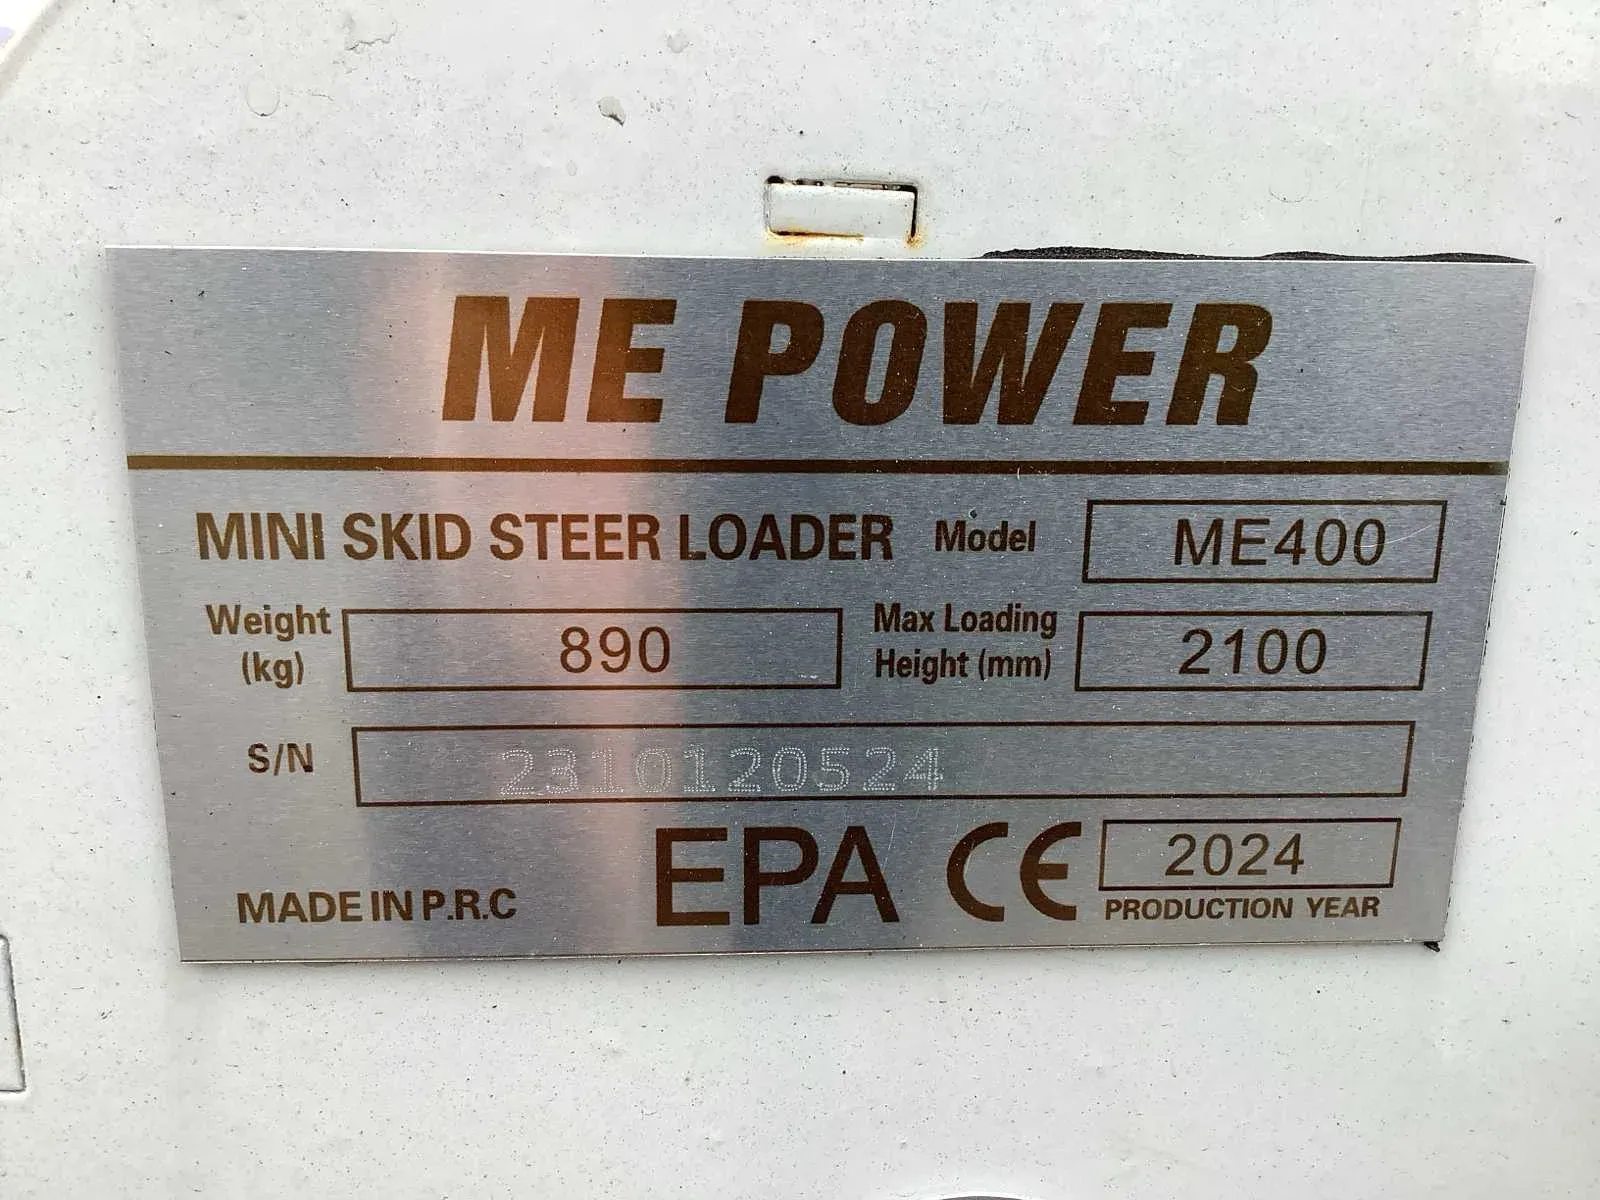 ME POWER
MINI SKID STEER LOADER Model ME400
Weight (kg) 890 Max Loading Height (mm) 2100
S/N 2310120524
MADE IN P.R.C EPA CE 2024
PRODUCTION YEAR